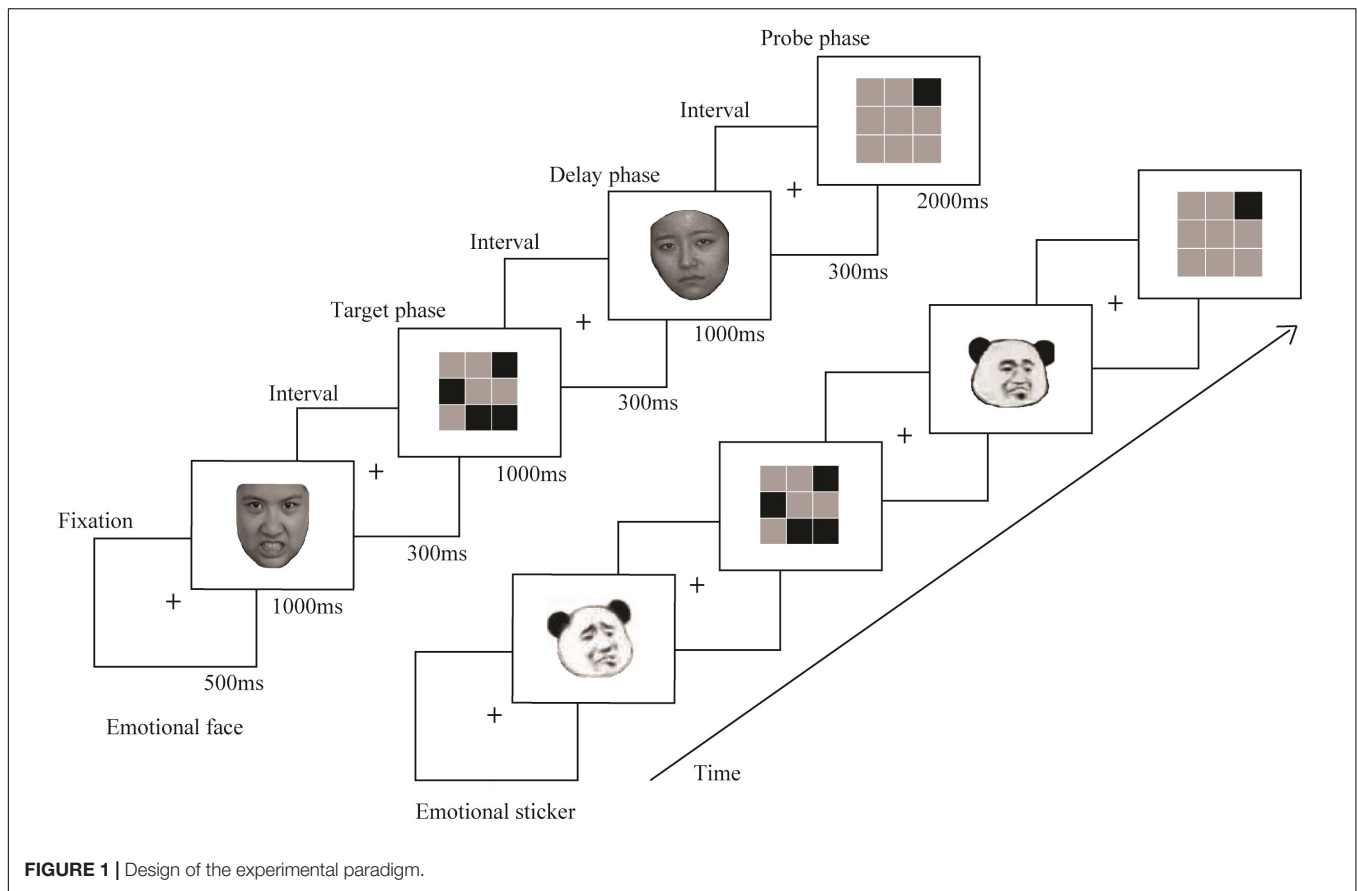 Probe phase
Interval
Delay phase
2000ms
Interval
300ms
Target phase
1000ms
Interval
300ms
1000ms
Fixation
300ms
1000ms
500ms
Emotional face
Time
Emotional sticker
FIGURE 1 | Design of the experimental paradigm.